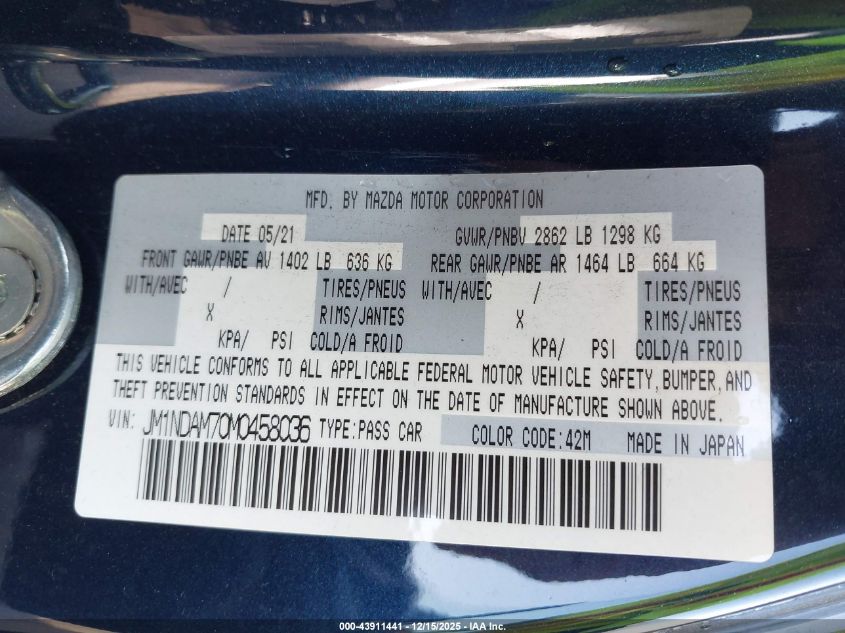 MFD. BY MAZDA MOTOR CORPORATION
DATE 05/21 GVWR/PNBV 2862 LB 1298 KG
FRONT GAWR/PNBE AV 1402 LB 636 KG REAR GAWR/PNBE AR 1464 LB 664 KG
WITH/AVEC / TIRES/PNEUS WITH/AVEC / TIRES/PNEUS
X RIMS/JANTES X RIMS/JANTES
KPA/ PSI COLD/A FROID KPA/ PSI COLD/A FROID
THIS VEHICLE CONFORMS TO ALL APPLICABLE FEDERAL MOTOR VEHICLE SAFETY, BUMPER, AND
THEFT PREVENTION STANDARDS IN EFFECT ON THE DATE OF MANUFACTURE SHOWN ABOVE.
VIN: JM1NDAM70M0458036 TYPE:PASS CAR COLOR CODE:42M MADE IN JAPAN
000-43911441 - 12/15/2025 - IAA Inc.